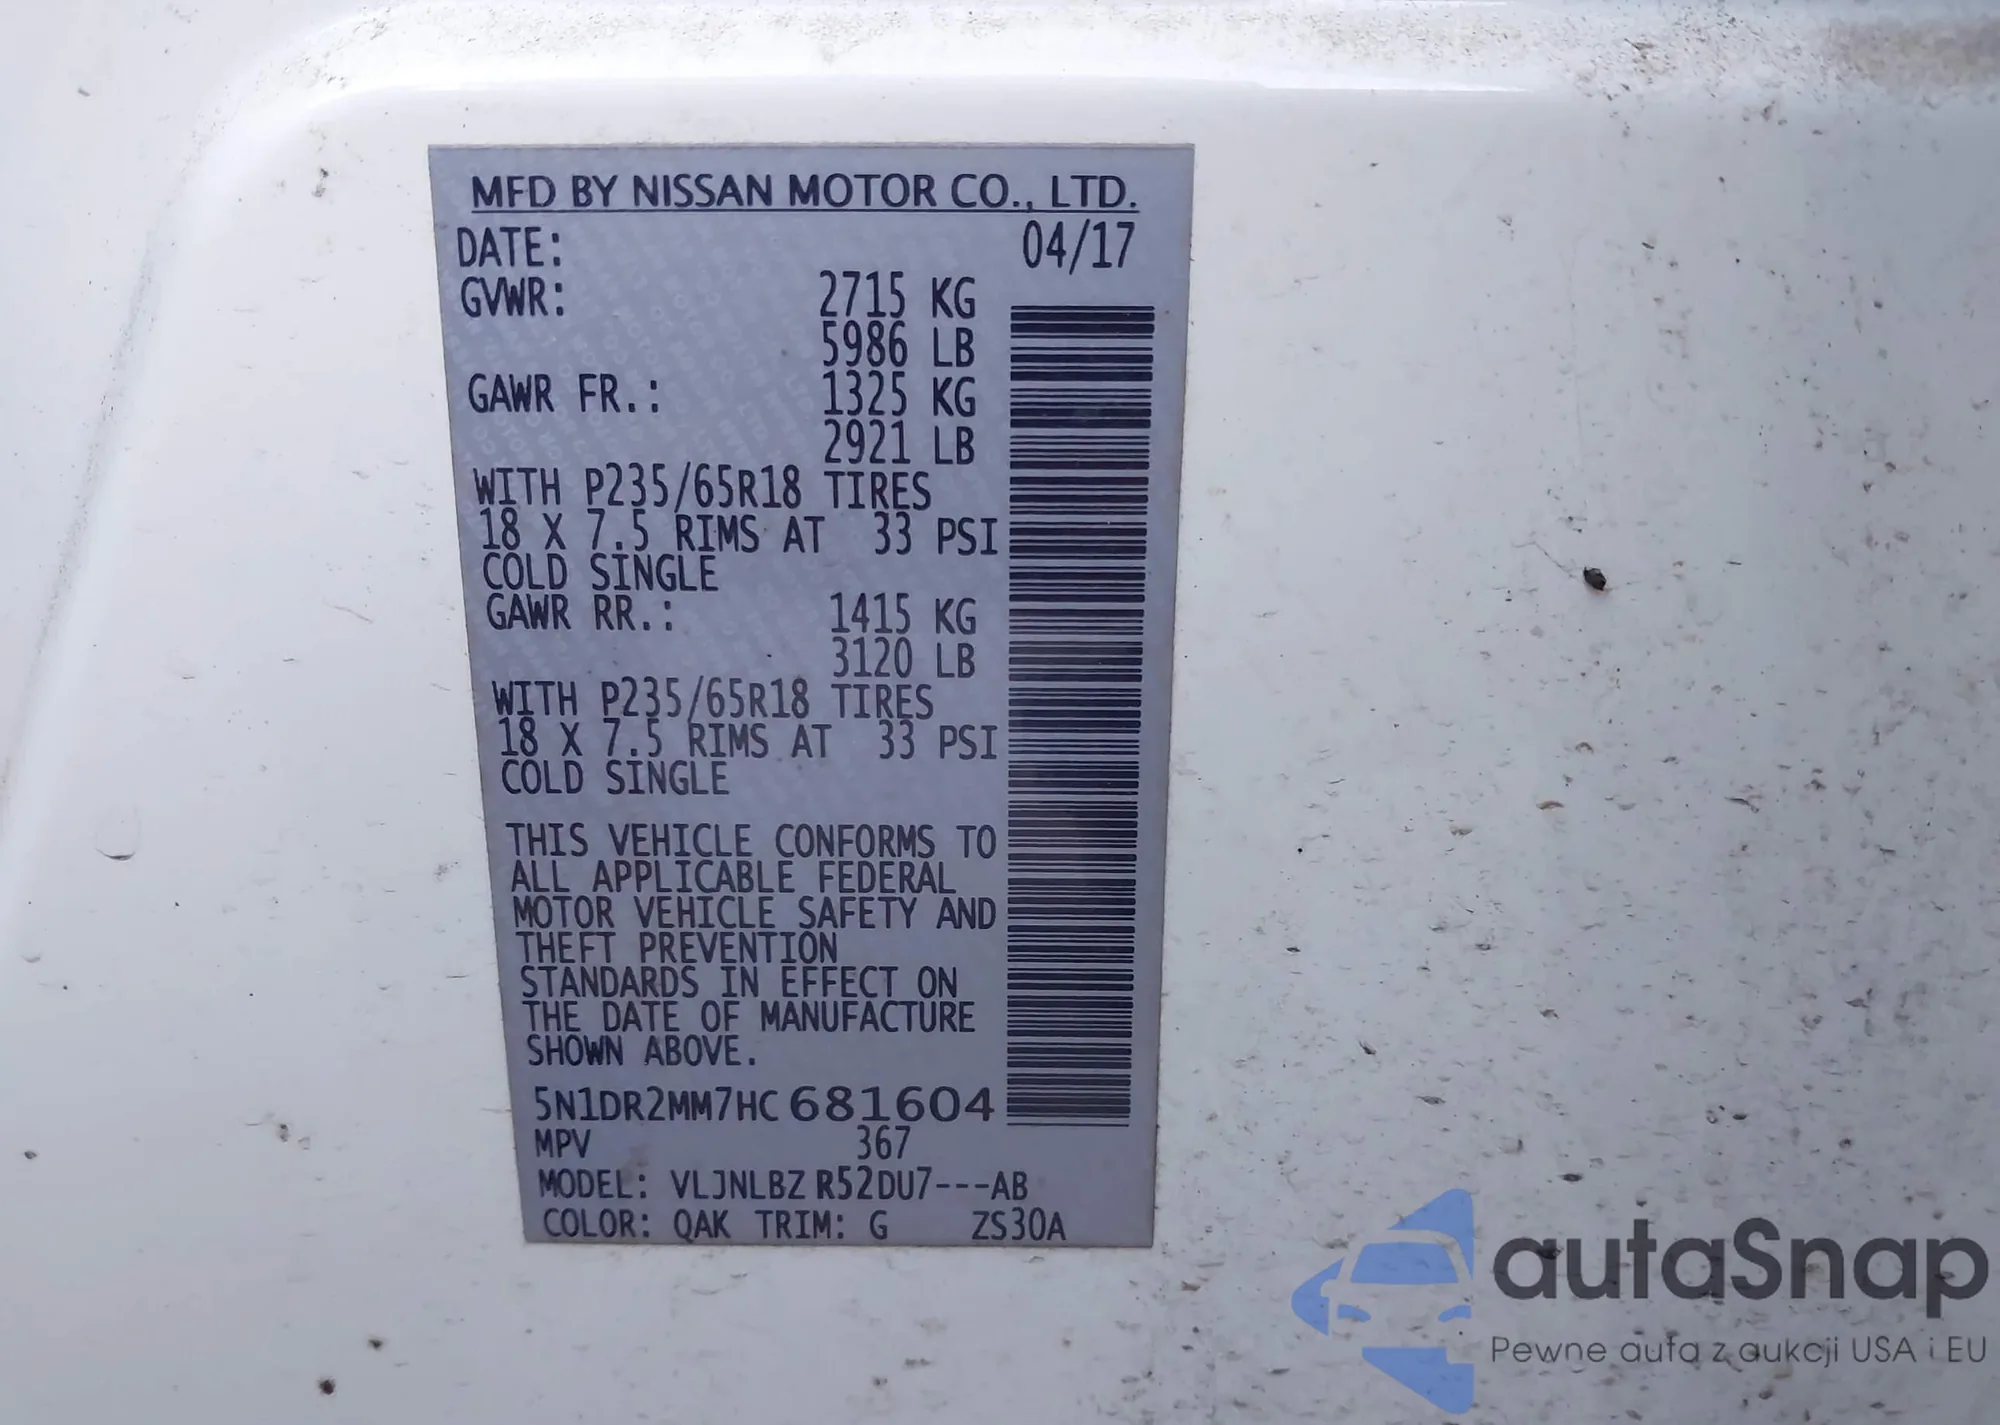 MFD BY NISSAN MOTOR CO., LTD.
DATE: 04/17
GVWR: 2715 KG
5986 LB
GAWR FR.: 1325 KG
2921 LB
WITH P235/65R18 TIRES
18 X 7.5 RIMS AT 33 PSI
COLD SINGLE
GAWR RR.: 1415 KG
3120 LB
WITH P235/65R18 TIRES
18 X 7.5 RIMS AT 33 PSI
COLD SINGLE
THIS VEHICLE CONFORMS TO
ALL APPLICABLE FEDERAL
MOTOR VEHICLE SAFETY AND
THEFT PREVENTION
STANDARDS IN EFFECT ON
THE DATE OF MANUFACTURE
SHOWN ABOVE.
5N1DR2MM7HC681604
MPV 367
MODEL: VLJNLBZ R52DU7---AB
COLOR: QAK TRIM: G ZS30A
autaSnap
Pewne auta z aukcji USA i EU